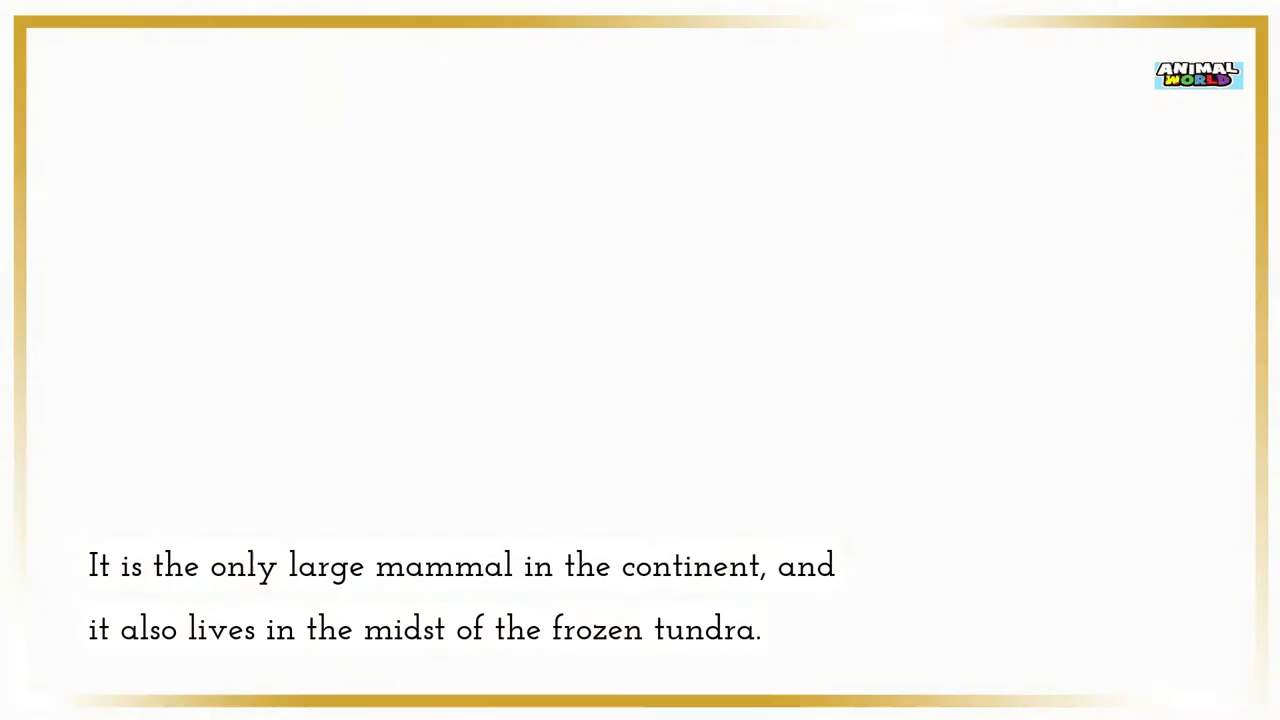 ANIMAL
WORLD
It is the only large mammal in the continent, and
it also lives in the midst of the frozen tundra.